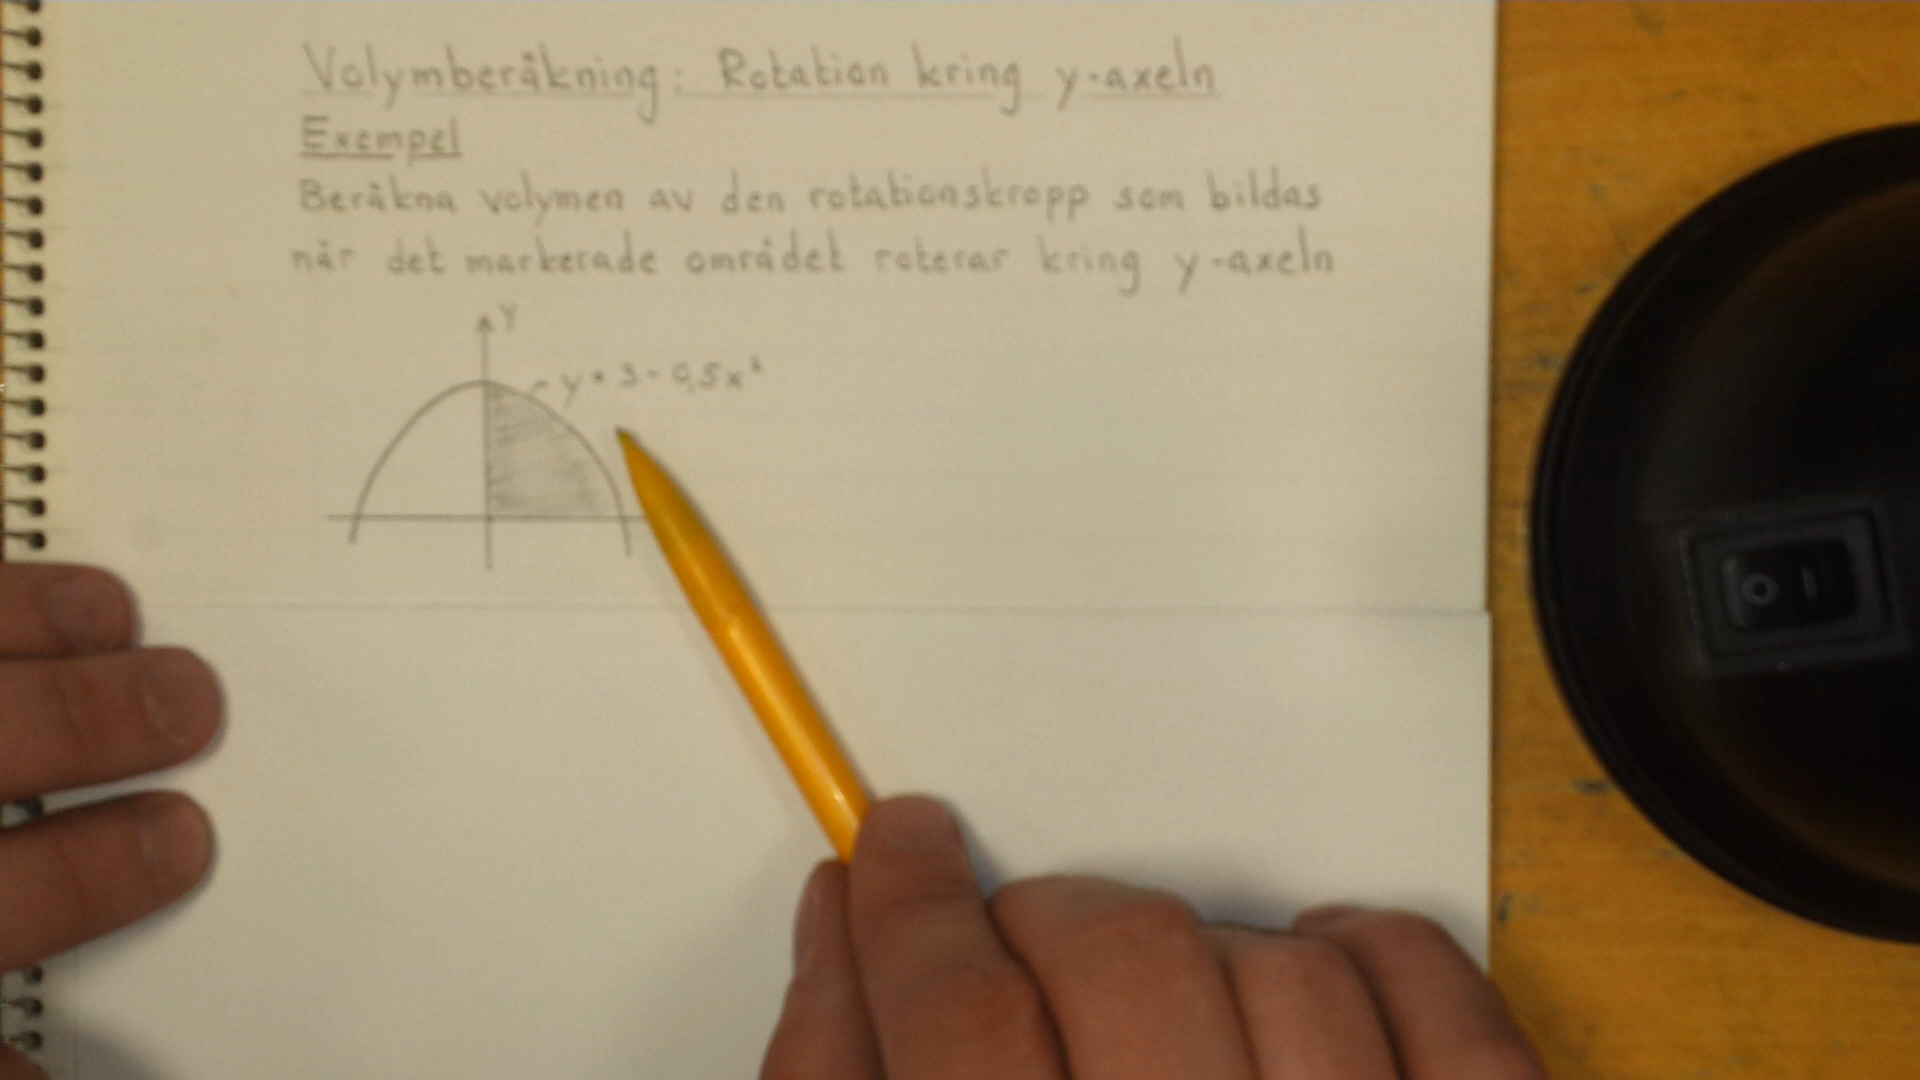 Volymberäkning: Rotation kring y-axeln
Exempel
Beräkna volymen av den rotationskropp som bildas
när det markerade området roterar kring y-axeln
y
y = 3 - 0,5x²